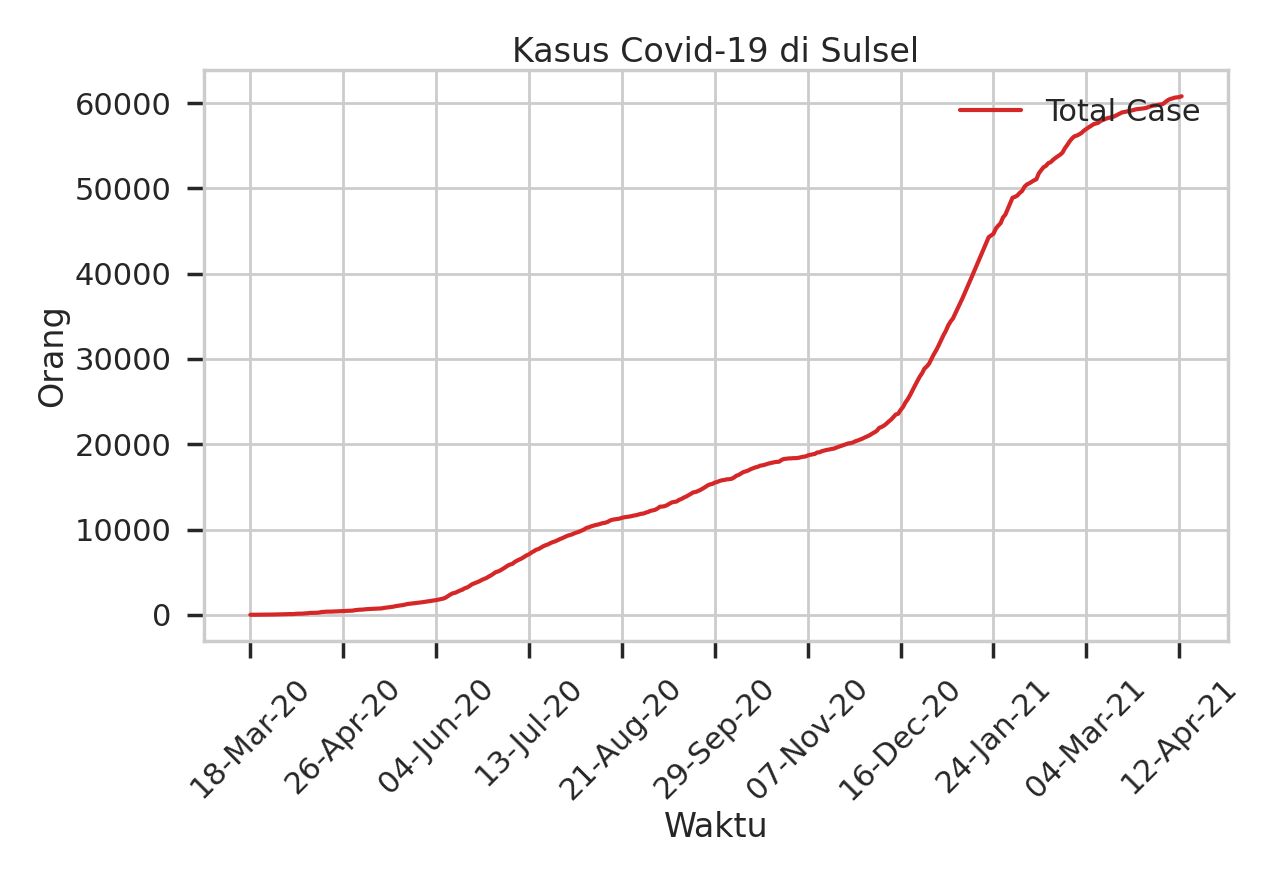 Kasus Covid-19 di Sulsel
Total Case
Orang
60000
50000
40000
30000
20000
10000
0
18-Mar-20
26-Apr-20
04-Jun-20
13-Jul-20
21-Aug-20
29-Sep-20
07-Nov-20
16-Dec-20
24-Jan-21
04-Mar-21
12-Apr-21
Waktu